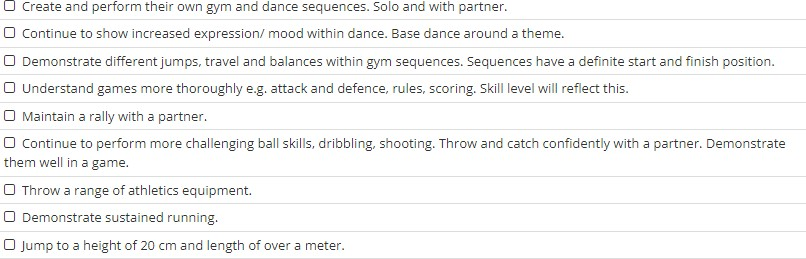 Create and perform their own gym and dance sequences. Solo and with partner.
Continue to show increased expression/ mood within dance. Base dance around a theme.
Demonstrate different jumps, travel and balances within gym sequences. Sequences have a definite start and finish position.
Understand games more thoroughly e.g. attack and defence, rules, scoring. Skill level will reflect this.
Maintain a rally with a partner.
Continue to perform more challenging ball skills, dribbling, shooting. Throw and catch confidently with a partner. Demonstrate
them well in a game.
Throw a range of athletics equipment.
Demonstrate sustained running.
Jump to a height of 20 cm and length of over a meter.